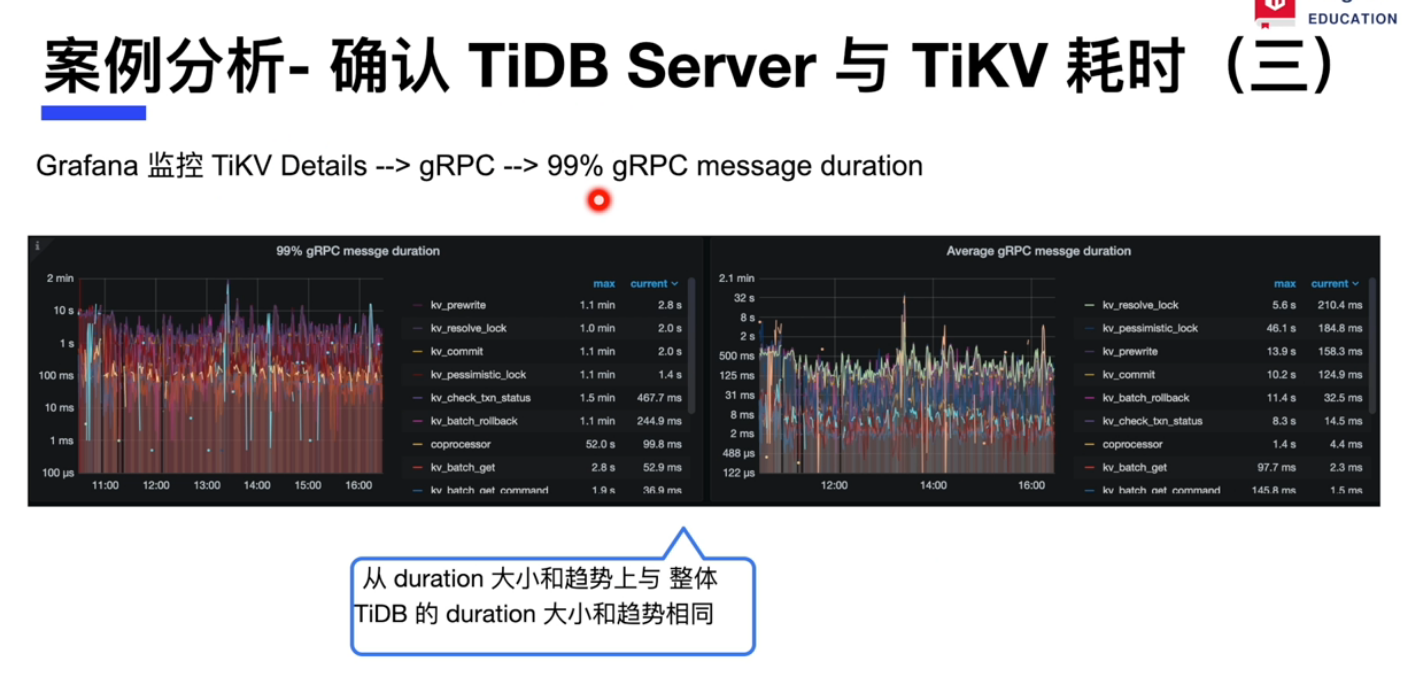 EDUCATION
案例分析- 确认 TiDB Server 与 TiKV 耗时（三）
Grafana 监控 TiKV Details --> gRPC --> 99% gRPC message duration
99% gRPC messge duration
max current
2 min
10 s
1 s
100 ms
10 ms
1 ms
100 µs
11:00 12:00 13:00 14:00 15:00 16:00
kv_prewrite 1.1 min 2.8 s
kv_resolve_lock 1.0 min 2.0 s
kv_commit 1.1 min 2.0 s
kv_pessimistic_lock 1.1 min 1.4 s
kv_check_txn_status 1.5 min 467.7 ms
kv_batch_rollback 1.1 min 244.9 ms
coprocessor 52.0 s 99.8 ms
kv_batch_get 2.8 s 52.9 ms
kv_batch_get_command 1.9 s 36.9 ms
Average gRPC messge duration
max current
2.1 min
32 s
8 s
2 s
500 ms
125 ms
31 ms
8 ms
2 ms
488 µs
122 µs
12:00 14:00 16:00
kv_resolve_lock 5.6 s 210.4 ms
kv_pessimistic_lock 46.1 s 184.8 ms
kv_prewrite 13.9 s 158.3 ms
kv_commit 10.2 s 124.9 ms
kv_batch_rollback 11.4 s 32.5 ms
kv_check_txn_status 8.3 s 14.5 ms
coprocessor 1.4 s 4.4 ms
kv_batch_get 97.7 ms 2.3 ms
kv_batch_get_command 145.8 ms 1.5 ms
从 duration 大小和趋势上与 整体
TiDB 的 duration 大小和趋势相同